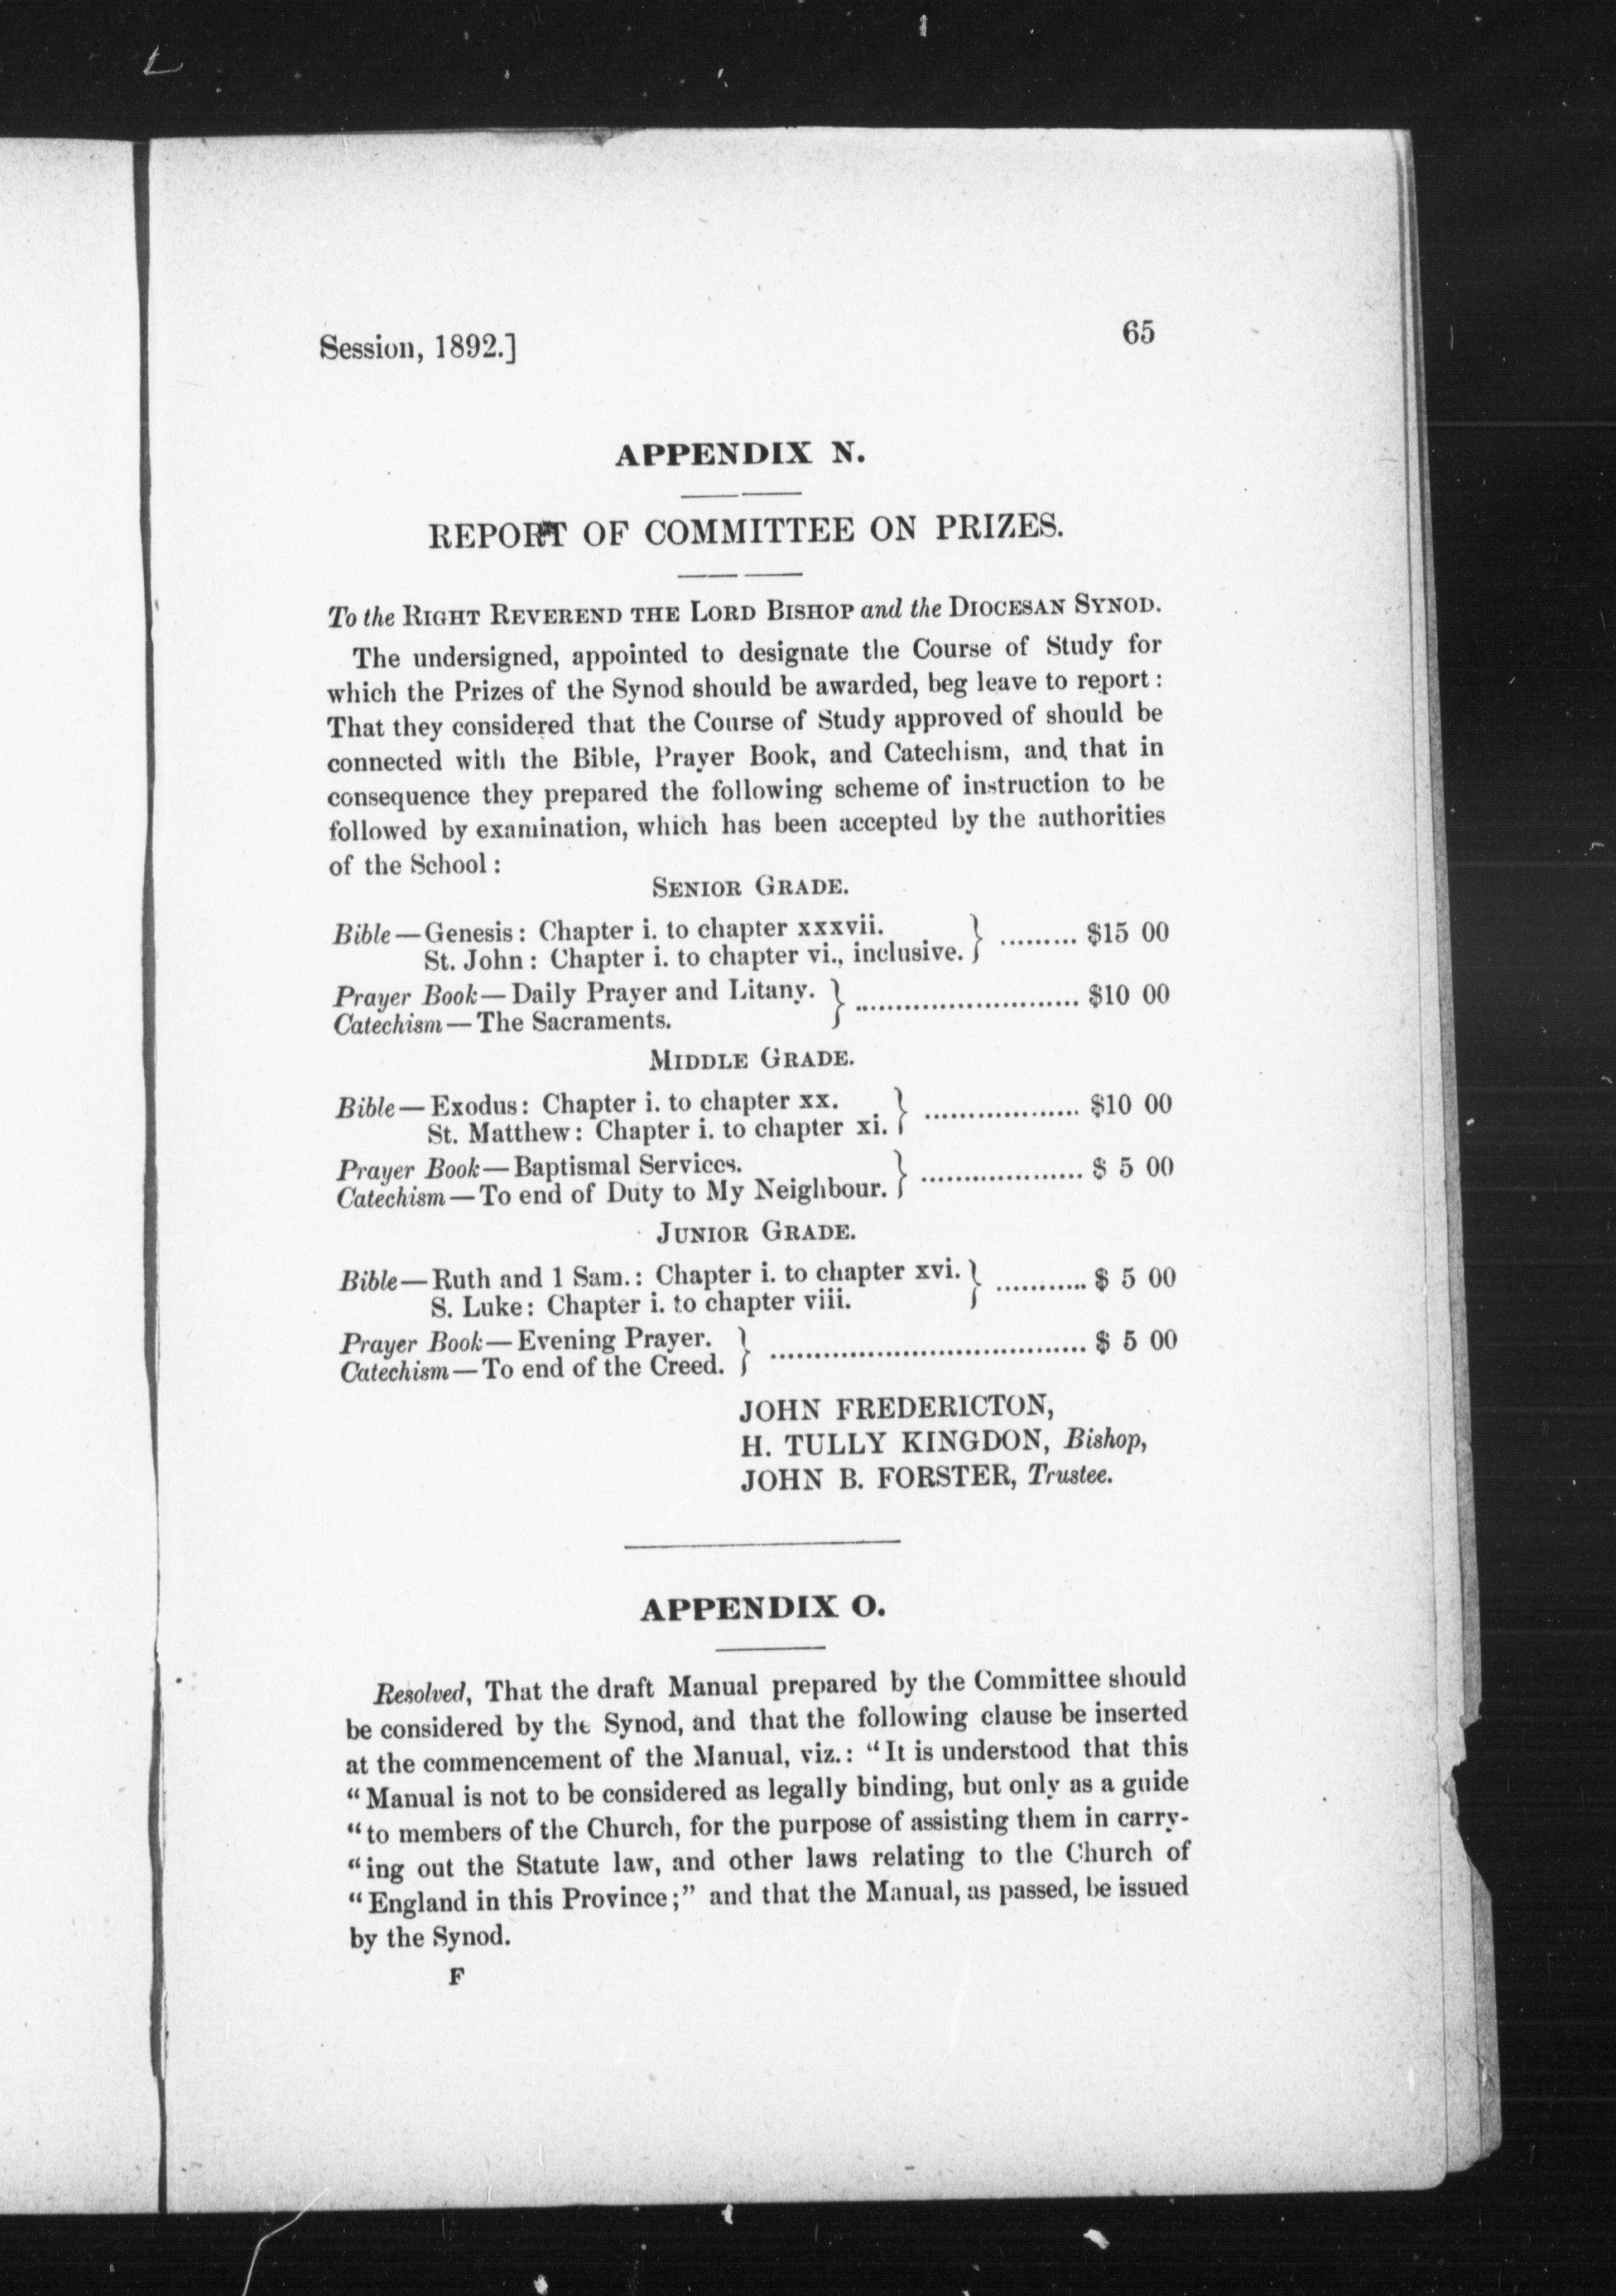 Session, 1892.]
65
APPENDIX N.
REPORT OF COMMITTEE ON PRIZES.
To the RIGHT REVEREND THE LORD BISHOP and the DIOCESAN SYNOD.
The undersigned, appointed to designate the Course of Study for
which the Prizes of the Synod should be awarded, beg leave to report :
That they considered that the Course of Study approved of should be
connected with the Bible, Prayer Book, and Catechism, and that in
consequence they prepared the following scheme of instruction to be
followed by examination, which has been accepted by the authorities
of the School :
SENIOR GRADE.
Bible — Genesis : Chapter i. to chapter xxxvii.
St. John : Chapter i. to chapter vi., inclusive. } ......... $15 00
Prayer Book — Daily Prayer and Litany. } .......................... $10 00
Catechism — The Sacraments.
MIDDLE GRADE.
Bible — Exodus : Chapter i. to chapter xx. } .................. $10 00
St. Matthew : Chapter i. to chapter xi.
Prayer Book — Baptismal Services. } ................... $ 5 00
Catechism — To end of Duty to My Neighbour.
JUNIOR GRADE.
Bible — Ruth and 1 Sam. : Chapter i. to chapter xvi. } ........... $ 5 00
S. Luke : Chapter i. to chapter viii.
Prayer Book — Evening Prayer. } ..................................... $ 5 00
Catechism — To end of the Creed.
JOHN FREDERICTON,
H. TULLY KINGDON, Bishop,
JOHN B. FORSTER, Trustee.
APPENDIX O.
Resolved, That the draft Manual prepared by the Committee should
be considered by the Synod, and that the following clause be inserted
at the commencement of the Manual, viz. : “It is understood that this
“Manual is not to be considered as legally binding, but only as a guide
“to members of the Church, for the purpose of assisting them in carry-
“ing out the Statute law, and other laws relating to the Church of
“England in this Province ;” and that the Manual, as passed, be issued
by the Synod.
F